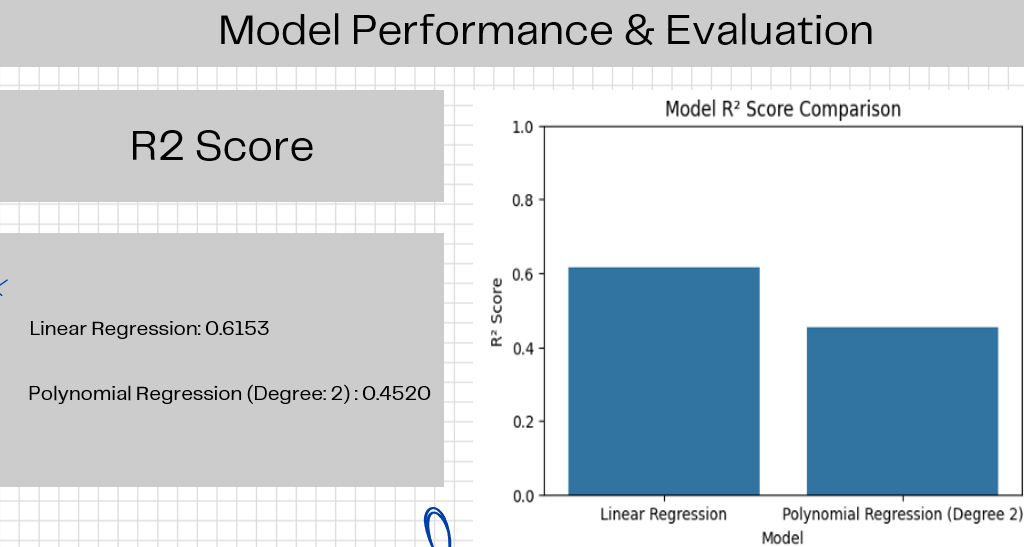 Model Performance & Evaluation
R2 Score
Linear Regression: 0.6153
Polynomial Regression (Degree: 2) : 0.4520
Model R² Score Comparison
1.0
0.8
0.6
0.4
0.2
0.0
R² Score
Linear Regression
Polynomial Regression (Degree 2)
Model